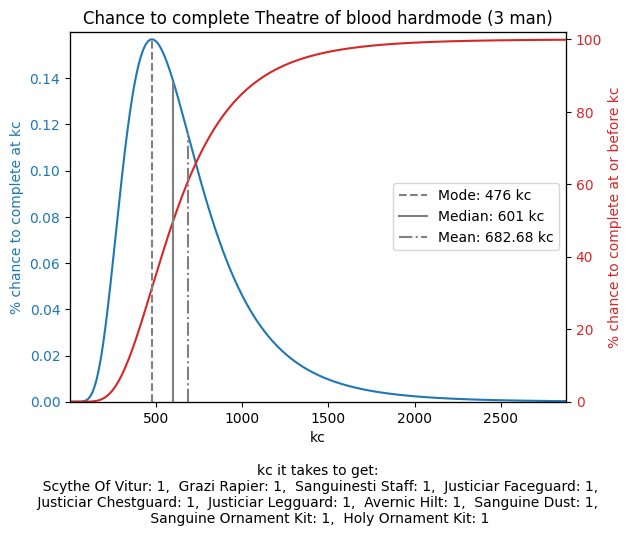 Chance to complete Theatre of blood hardmode (3 man)
% chance to complete at kc
0.14
0.12
0.10
0.08
0.06
0.04
0.02
0.00
Mode: 476 kc
Median: 601 kc
Mean: 682.68 kc
100
80
60
40
20
0
% chance to complete at or before kc
500 1000 1500 2000 2500
kc
kc it takes to get:
Scythe Of Vitur: 1, Grazi Rapier: 1, Sanguinesti Staff: 1, Justiciar Faceguard: 1,
Justiciar Chestguard: 1, Justiciar Legguard: 1, Avernic Hilt: 1, Sanguine Dust: 1,
Sanguine Ornament Kit: 1, Holy Ornament Kit: 1